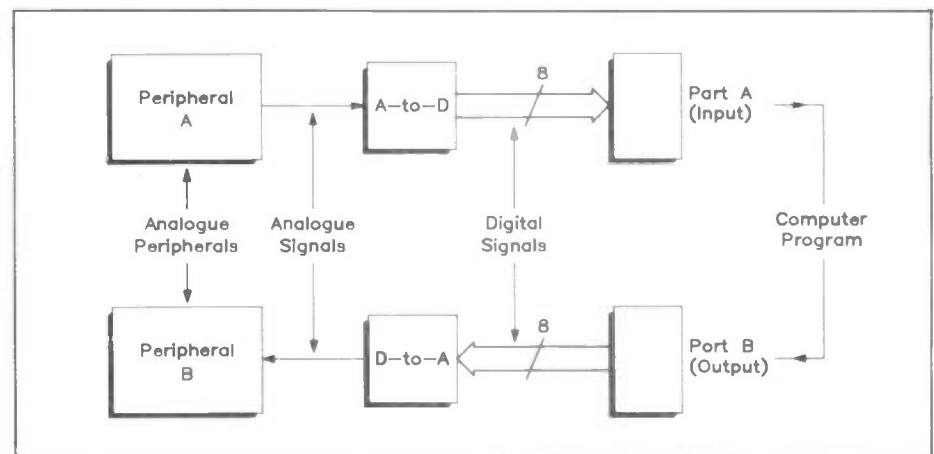 Peripheral
A
A-to-D
8
Part A
(Input)
Analogue
Peripherals
Analogue
Signals
Digital
Signals
Computer
Program
Peripheral
B
D-to-A
8
Port B
(Output)